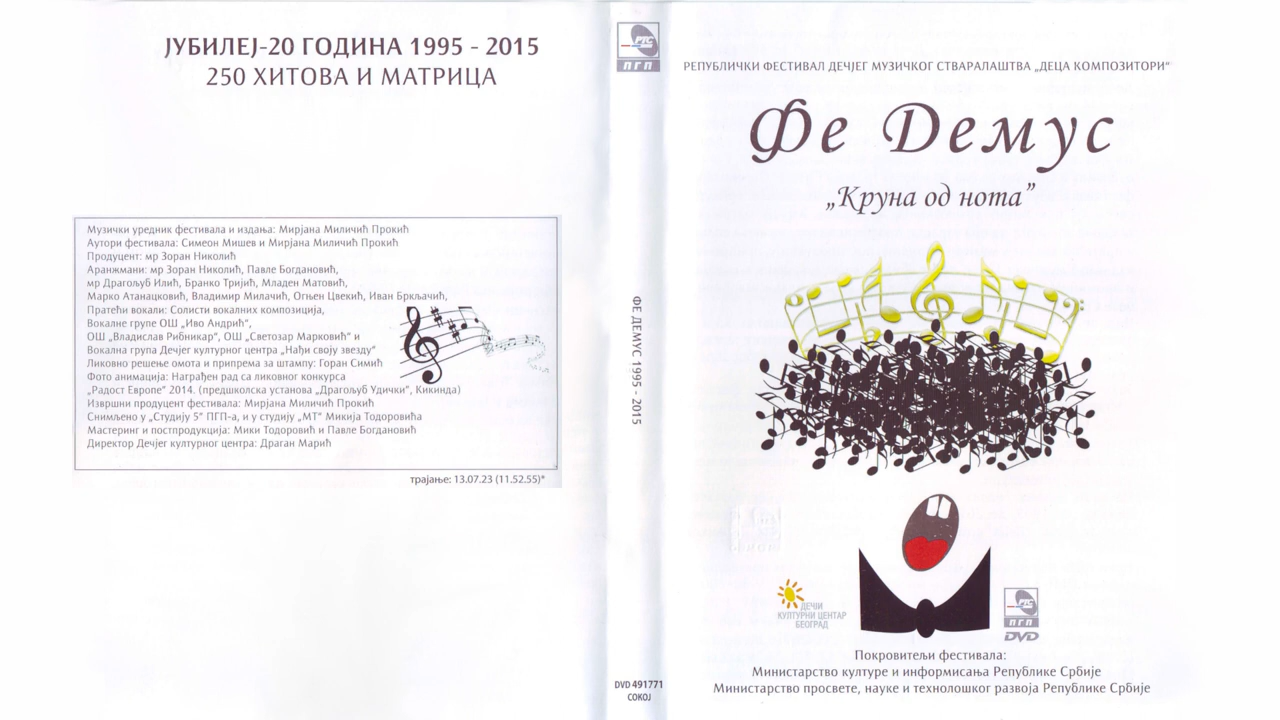 ЈУБИЛЕЈ-20 ГОДИНА 1995 - 2015
250 ХИТОВА И МАТРИЦА
Музички уредник фестивала и издања: Мирјана Миличић Прокић
Аутори фестивала: Симеон Мишев и Мирјана Миличић Прокић
Продуцент: мр Зоран Николић
Аранжмани: мр Зоран Николић, Павле Богдановић,
мр Драгољуб Илић, Бранко Тријић, Младен Матовић,
Марко Атанацковић, Владимир Милачић, Огњен Цвекић, Иван Бркљачић,
Пратећи вокали: Солисти вокалних композиција,
Вокалне групе ОШ „Иво Андрић“,
ОШ „Владислав Рибникар“, ОШ „Светозар Марковић“ и
Вокална група Дечјег културног центра „Нађи своју звезду“
Ликовно решење омота и припрема за штампу: Горан Симић
Фото анимација: Награђен рад са ликовног конкурса
„Радост Европе“ 2014. (предшколска установа „Драгољуб Удички“, Кикинда)
Извршни продуцент фестивала: Мирјана Миличић Прокић
Снимљено у „Студију 5“ ПГП-а, и у студију „МТ“ Микија Тодоровића
Мастеринг и постпродукција: Мики Тодоровић и Павле Богдановић
Директор Дечјег културног центра: Драган Марић
трајање: 13.07.23 (11.52.55)*
РТС
ПГП
ФЕ ДЕМУС 1995 - 2015
DVD 491771
СОКОЈ
РЕПУБЛИЧКИ ФЕСТИВАЛ ДЕЧЈЕГ МУЗИЧКОГ СТВАРАЛАШТВА „ДЕЦА КОМПОЗИТОРИ“
Фе Демус
„Круна од нота”
ДЕЧЈИ
КУЛТУРНИ ЦЕНТАР
БЕОГРАД
РТС
ПГП
DVD
Покровитељи фестивала:
Министарство културе и информисања Републике Србије
Министарство просвете, науке и технолошког развоја Републике Србије